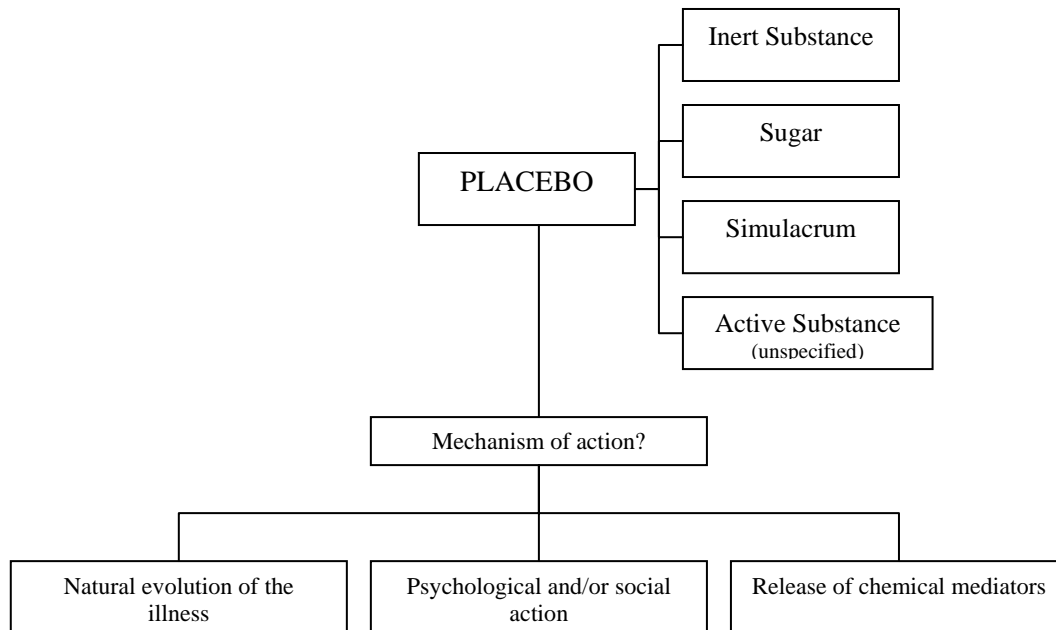 Inert Substance
Sugar
PLACEBO
Simulacrum
Active Substance
(unspecified)
Mechanism of action?
Natural evolution of the
illness
Psychological and/or social
action
Release of chemical mediators